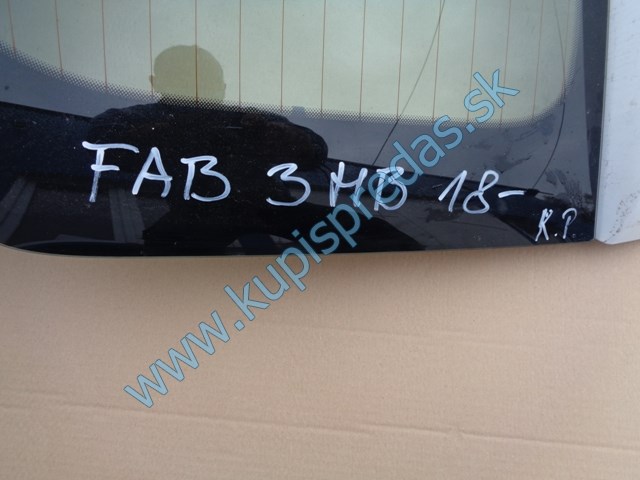 FAB 3 HB 18-
R.P.
www.kupispredas.sk